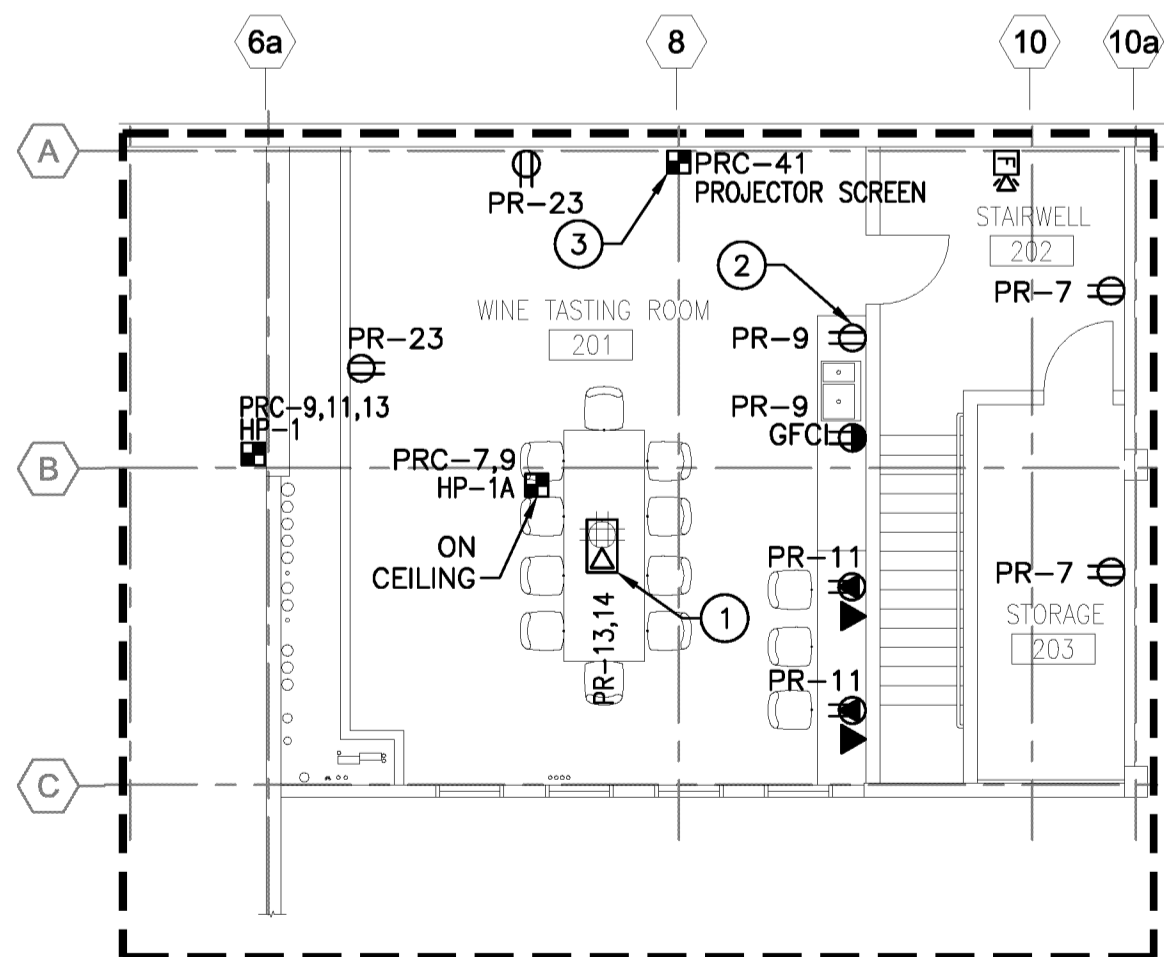 6a
8
10
10a
A
PRC-41
PROJECTOR SCREEN
F
PR-23
3
STAIRWELL
202
2
PR-7
WINE TASTING ROOM
201
PR-23
PR-9
PRC-9,11,13
HP-1
PR-9
GFCI
B
PRC-7,9
HP-1A
ON
CEILING
PR-11
PR-7
1
STORAGE
203
PR-13,14
PR-11
C